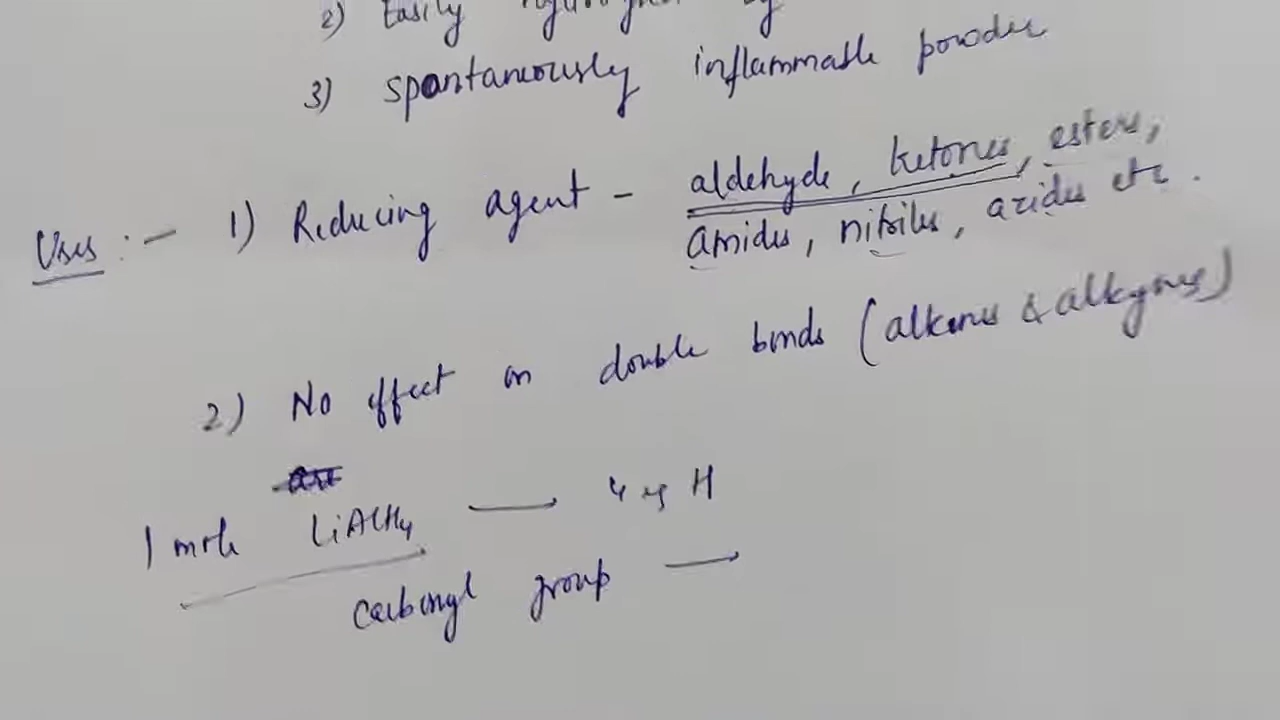 2) Easily
3) spontaneously inflammable powder
Uses :- 1) Reducing agent - aldehyde, ketones, esters,
amides, nitriles, azides etc.
2) No effect on double bonds (alkenes & alkynes)
1 mole LiAlH4 → 4 H
Carbonyl group →